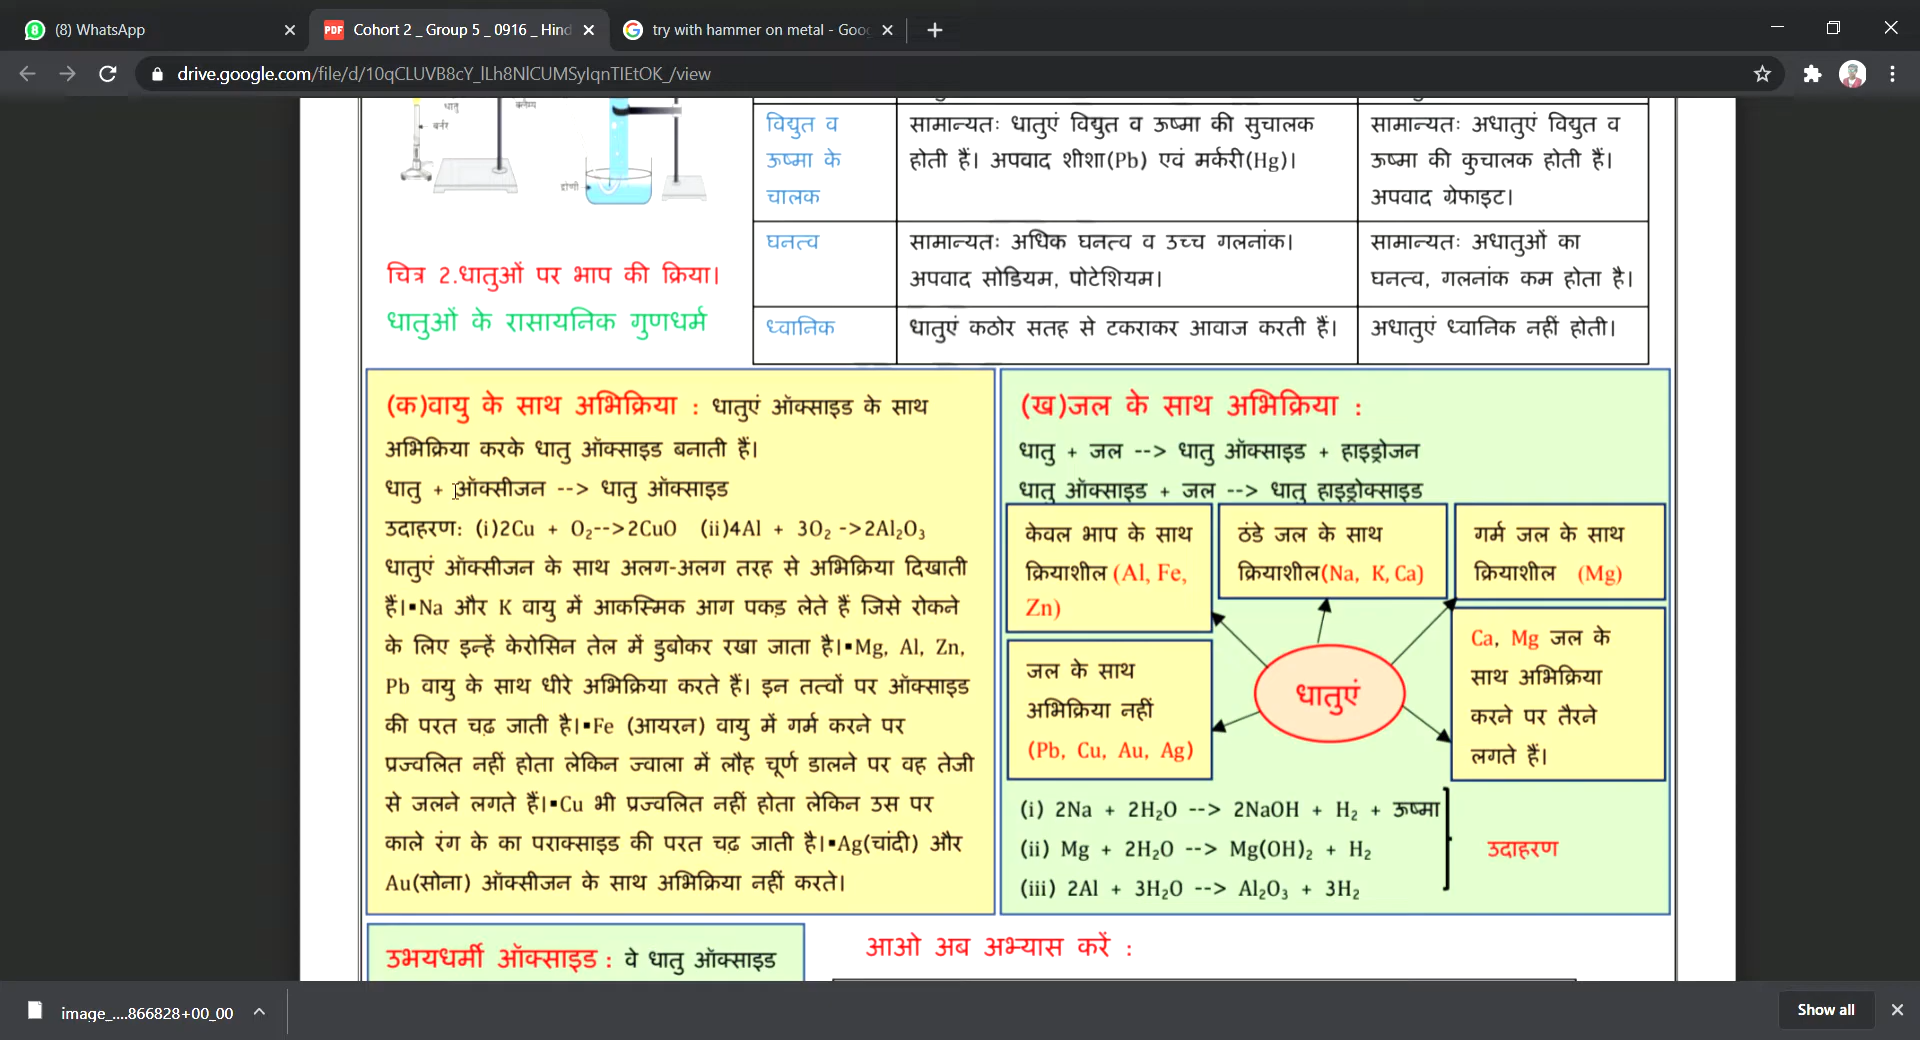 (8) WhatsApp
PDF Cohort 2 _ Group 5 _ 0916 _ Hind
try with hammer on metal - Goo
drive.google.com/file/d/10qCLUVB8cY_lLh8NlCUMSylqnTIEtOK_/view
धातु
बर्नर
क्लैम्प
द्रोणी
विद्युत व
ऊष्मा के
चालक
सामान्यतः धातुएं विद्युत व ऊष्मा की सुचालक
होती हैं। अपवाद शीशा(Pb) एवं मर्करी(Hg)।
सामान्यतः अधातुएं विद्युत व
ऊष्मा की कुचालक होती हैं।
अपवाद ग्रेफाइट।
घनत्व
सामान्यतः अधिक घनत्व व उच्च गलनांक।
अपवाद सोडियम, पोटेशियम।
सामान्यतः अधातुओं का
घनत्व, गलनांक कम होता है।
ध्वानिक
धातुएं कठोर सतह से टकराकर आवाज करती हैं।
अधातुएं ध्वानिक नहीं होती।
चित्र 2.धातुओं पर भाप की क्रिया।
धातुओं के रासायनिक गुणधर्म
(क)वायु के साथ अभिक्रिया : धातुएं ऑक्साइड के साथ
अभिक्रिया करके धातु ऑक्साइड बनाती हैं।
धातु + ऑक्सीजन --> धातु ऑक्साइड
उदाहरण: (i)2Cu + O₂-->2CuO (ii)4Al + 3O₂ ->2Al₂O₃
धातुएं ऑक्सीजन के साथ अलग-अलग तरह से अभिक्रिया दिखाती
हैं।▪Na और K वायु में आकस्मिक आग पकड़ लेते हैं जिसे रोकने
के लिए इन्हें केरोसिन तेल में डुबोकर रखा जाता है।▪Mg, Al, Zn,
Pb वायु के साथ धीरे अभिक्रिया करते हैं। इन तत्वों पर ऑक्साइड
की परत चढ़ जाती है।▪Fe (आयरन) वायु में गर्म करने पर
प्रज्वलित नहीं होता लेकिन ज्वाला में लौह चूर्ण डालने पर वह तेजी
से जलने लगते हैं।▪Cu भी प्रज्वलित नहीं होता लेकिन उस पर
काले रंग के का पराक्साइड की परत चढ़ जाती है।▪Ag(चांदी) और
Au(सोना) ऑक्सीजन के साथ अभिक्रिया नहीं करते।
(ख)जल के साथ अभिक्रिया :
धातु + जल --> धातु ऑक्साइड + हाइड्रोजन
धातु ऑक्साइड + जल --> धातु हाइड्रोक्साइड
केवल भाप के साथ
क्रियाशील (Al, Fe,
Zn)
ठंडे जल के साथ
क्रियाशील(Na, K, Ca)
गर्म जल के साथ
क्रियाशील (Mg)
जल के साथ
अभिक्रिया नहीं
(Pb, Cu, Au, Ag)
धातुएं
Ca, Mg जल के
साथ अभिक्रिया
करने पर तैरने
लगते हैं।
(i) 2Na + 2H₂O --> 2NaOH + H₂ + ऊष्मा
(ii) Mg + 2H₂O --> Mg(OH)₂ + H₂
(iii) 2Al + 3H₂O --> Al₂O₃ + 3H₂
उदाहरण
उभयधर्मी ऑक्साइड : वे धातु ऑक्साइड
आओ अब अभ्यास करें :
image_....866828+00_00
Show all